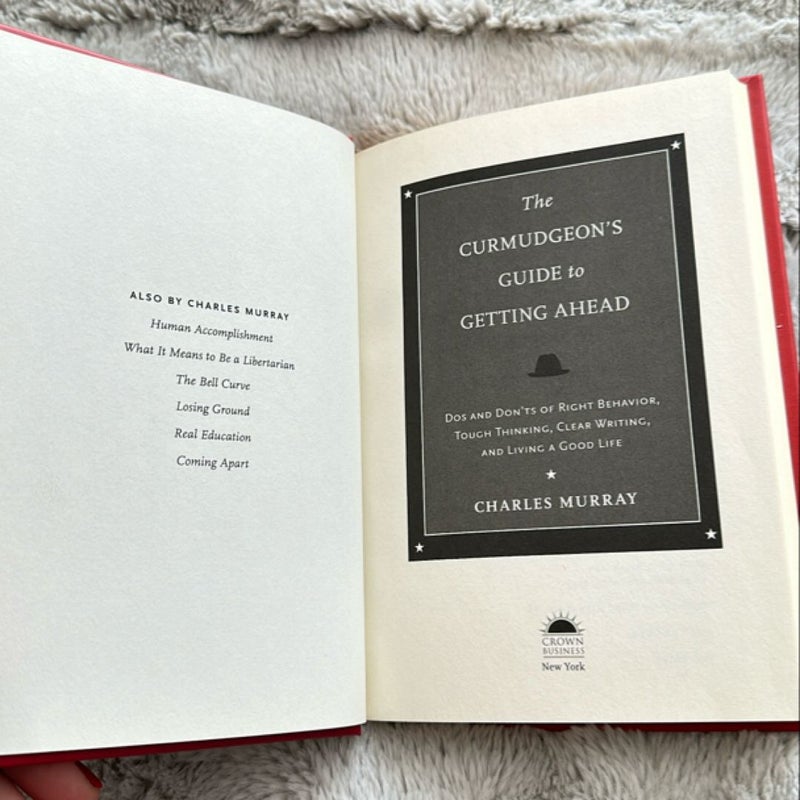 ALSO BY CHARLES MURRAY
Human Accomplishment
What It Means to Be a Libertarian
The Bell Curve
Losing Ground
Real Education
Coming Apart
The
CURMUDGEON'S
GUIDE to
GETTING AHEAD
DOS AND DON'TS OF RIGHT BEHAVIOR,
TOUGH THINKING, CLEAR WRITING,
AND LIVING A GOOD LIFE
CHARLES MURRAY
CROWN
BUSINESS
New York